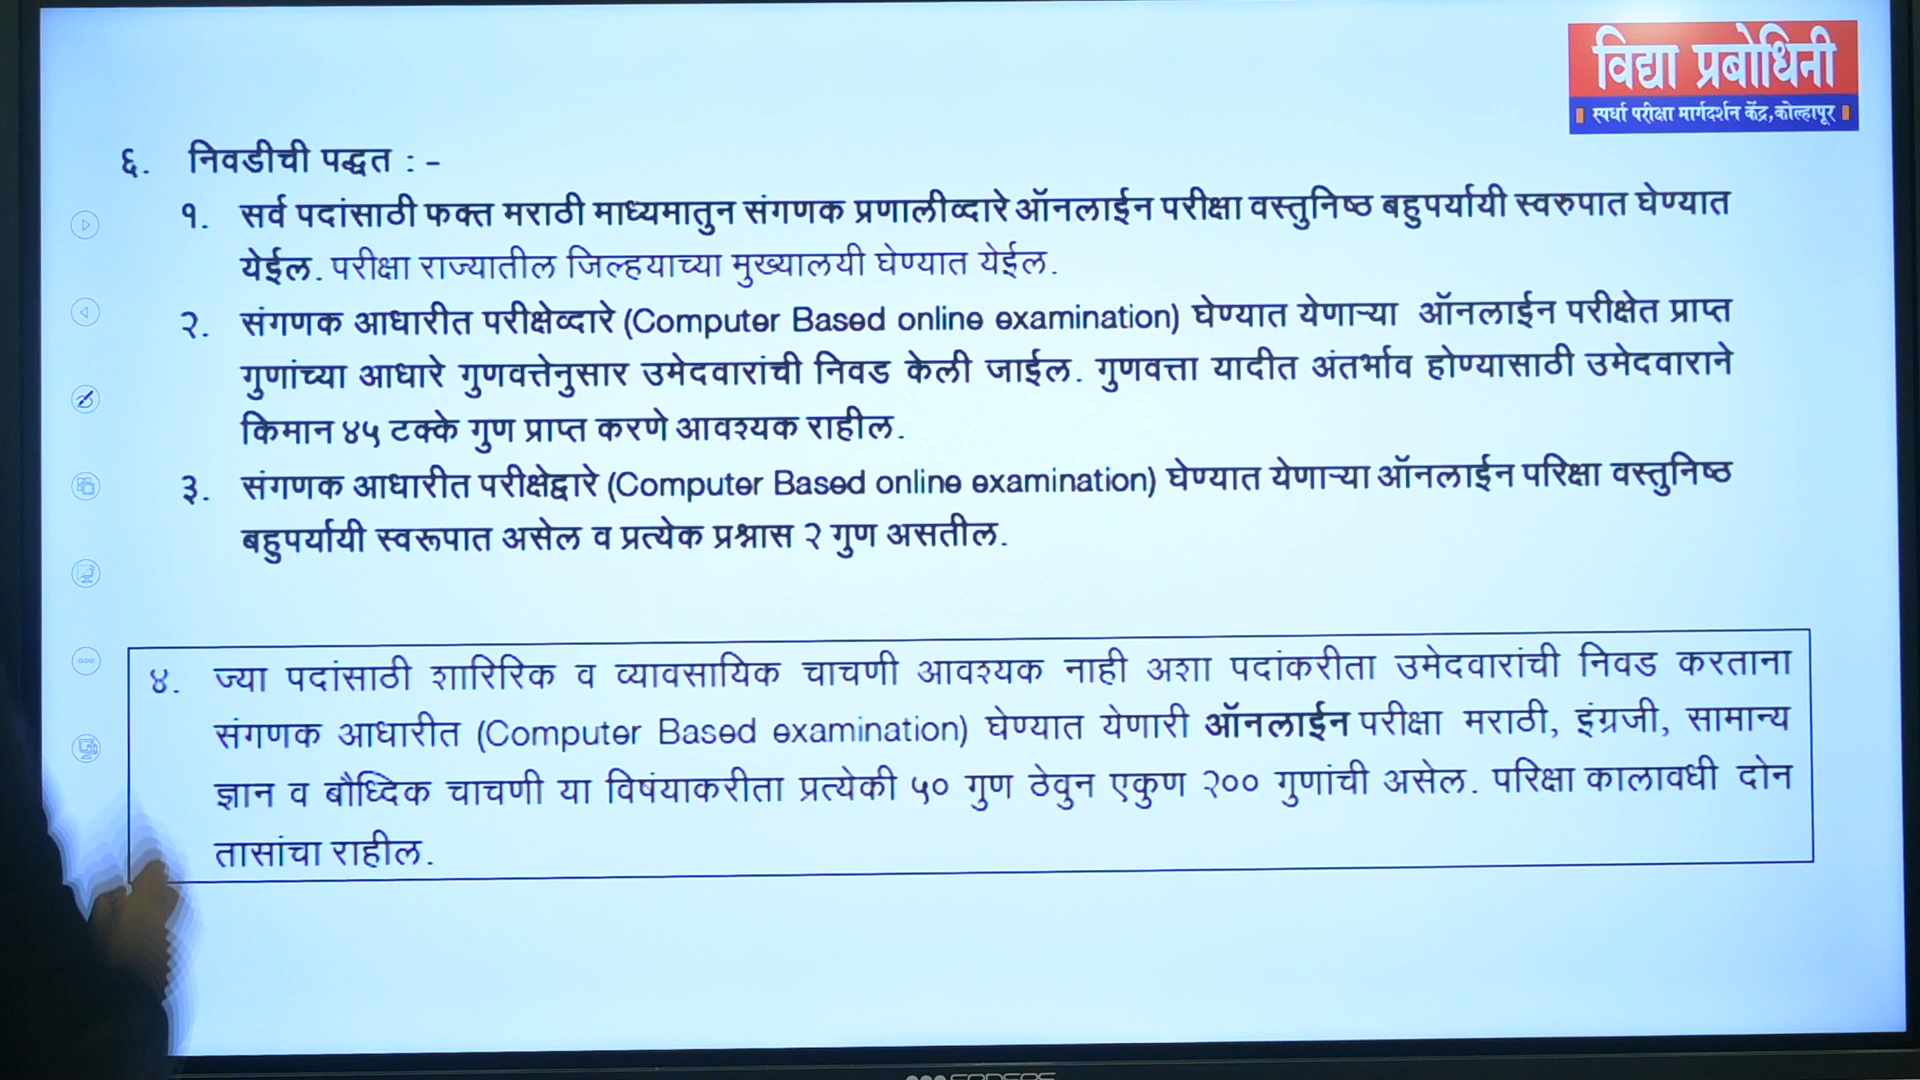 विद्या प्रबोधिनी
स्पर्धा परीक्षा मार्गदर्शन केंद्र,कोल्हापूर
६. निवडीची पद्धत : -
१. सर्व पदांसाठी फक्त मराठी माध्यमातुन संगणक प्रणालीव्दारे ऑनलाईन परीक्षा वस्तुनिष्ठ बहुपर्यायी स्वरुपात घेण्यात
येईल. परीक्षा राज्यातील जिल्हयाच्या मुख्यालयी घेण्यात येईल.
२. संगणक आधारीत परीक्षेव्दारे (Computer Based online examination) घेण्यात येणाऱ्या ऑनलाईन परीक्षेत प्राप्त
गुणांच्या आधारे गुणवत्तेनुसार उमेदवारांची निवड केली जाईल. गुणवत्ता यादीत अंतर्भाव होण्यासाठी उमेदवाराने
किमान ४५ टक्के गुण प्राप्त करणे आवश्यक राहील.
३. संगणक आधारीत परीक्षेद्वारे (Computer Based online examination) घेण्यात येणाऱ्या ऑनलाईन परिक्षा वस्तुनिष्ठ
बहुपर्यायी स्वरूपात असेल व प्रत्येक प्रश्नास २ गुण असतील.
४. ज्या पदांसाठी शारिरिक व व्यावसायिक चाचणी आवश्यक नाही अशा पदांकरीता उमेदवारांची निवड करताना
संगणक आधारीत (Computer Based examination) घेण्यात येणारी ऑनलाईन परीक्षा मराठी, इंग्रजी, सामान्य
ज्ञान व बौध्दिक चाचणी या विषंयाकरीता प्रत्येकी ५० गुण ठेवुन एकुण २०० गुणांची असेल. परिक्षा कालावधी दोन
तासांचा राहील.